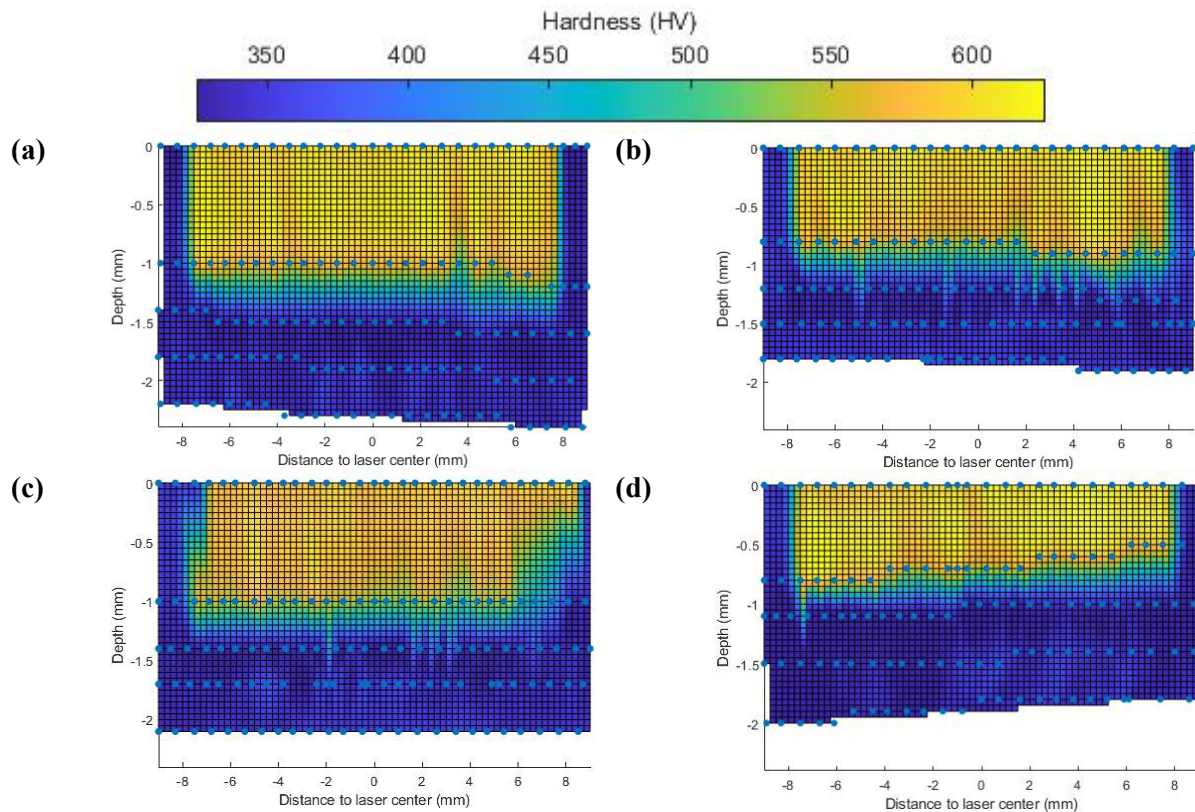 Hardness (HV)
350 400 450 500 550 600
(a)
0
-0.5
-1
-1.5
-2
Depth (mm)
-8 -6 -4 -2 0 2 4 6 8
Distance to laser center (mm)
(b)
0
-0.5
-1
-1.5
-2
Depth (mm)
-8 -6 -4 -2 0 2 4 6 8
Distance to laser center (mm)
(c)
0
-0.5
-1
-1.5
-2
Depth (mm)
-8 -6 -4 -2 0 2 4 6 8
Distance to laser center (mm)
(d)
0
-0.5
-1
-1.5
-2
Depth (mm)
-8 -6 -4 -2 0 2 4 6 8
Distance to laser center (mm)